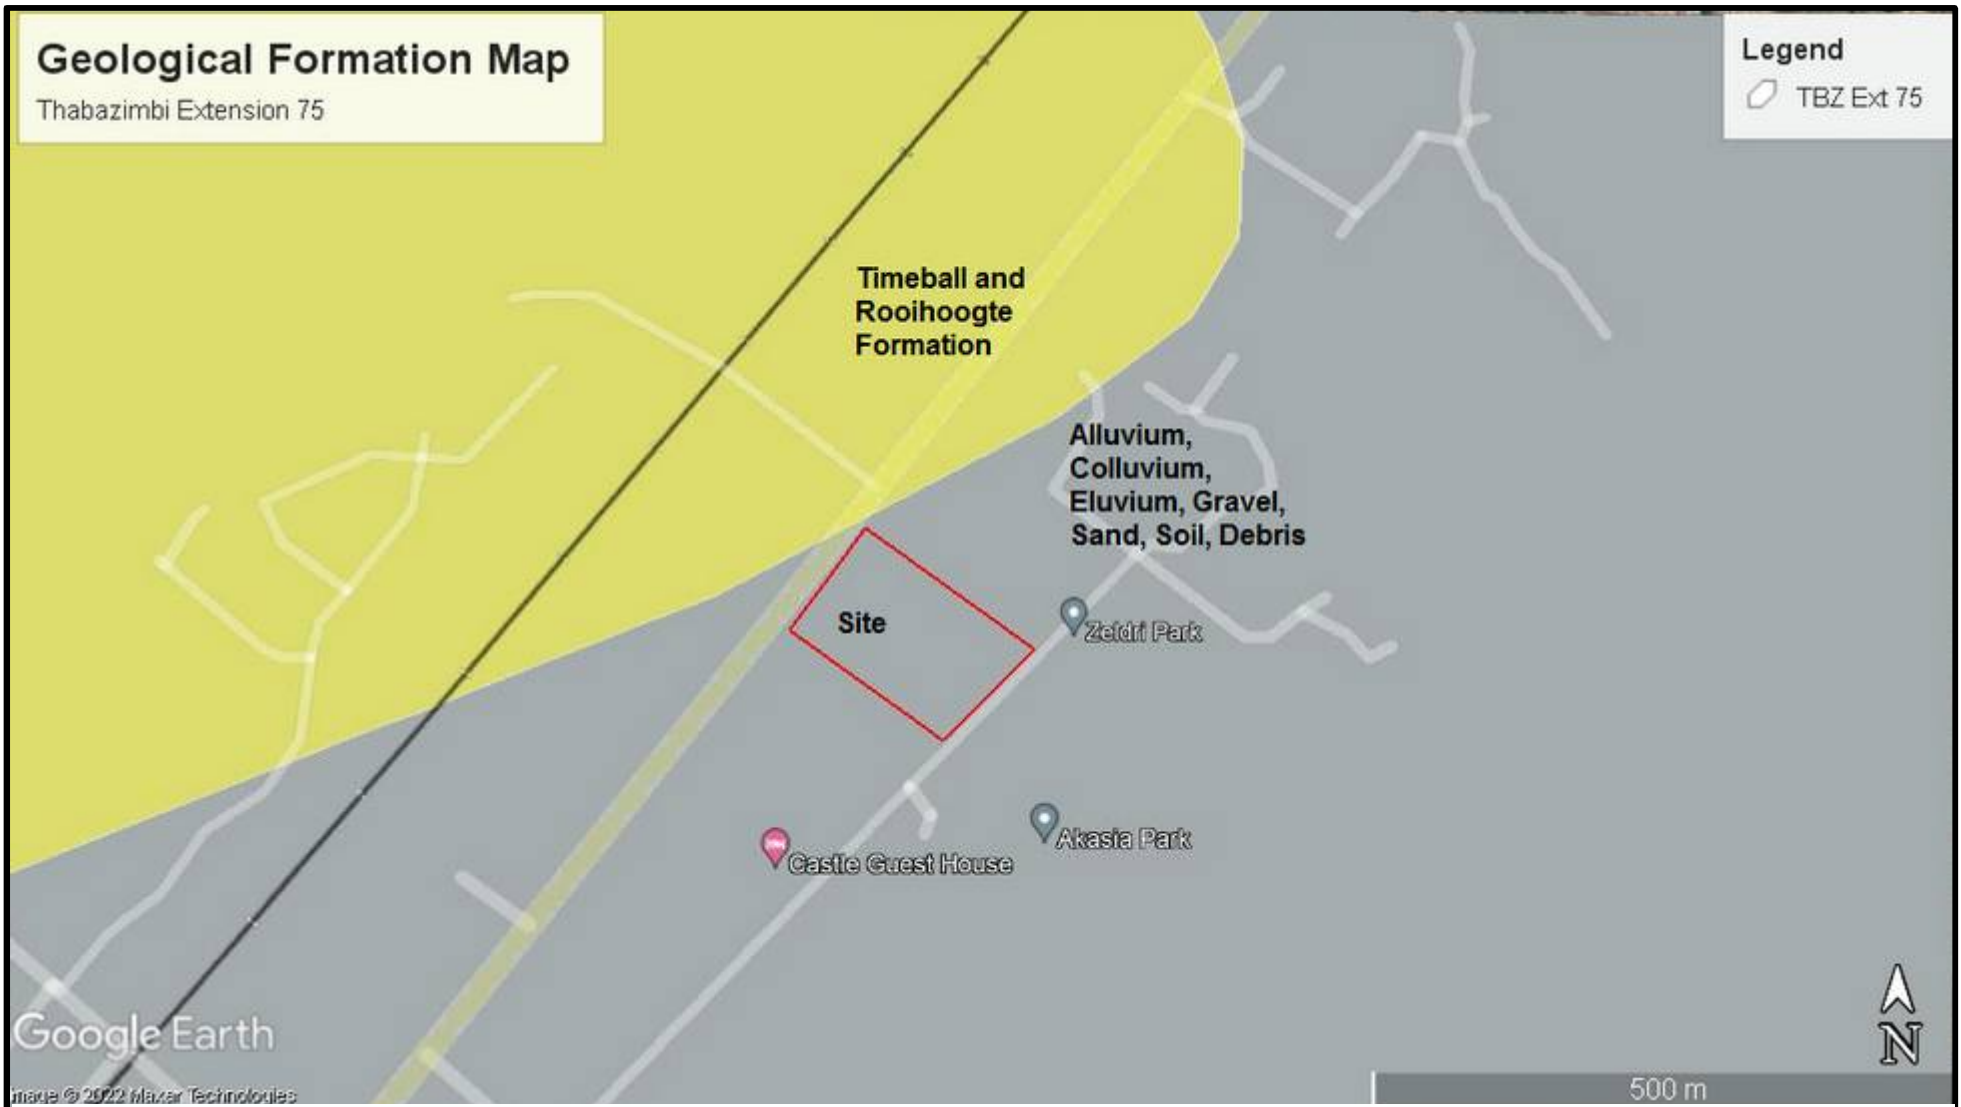 Geological Formation Map
Thabazimbi Extension 75
Legend
TBZ Ext 75
Timeball and
Rooihoogte
Formation
Alluvium,
Colluvium,
Eluvium, Gravel,
Sand, Soil, Debris
Site
Zeldri Park
Akasia Park
Castle Guest House
Google Earth
Image © 2022 Maxar Technologies
N
500 m